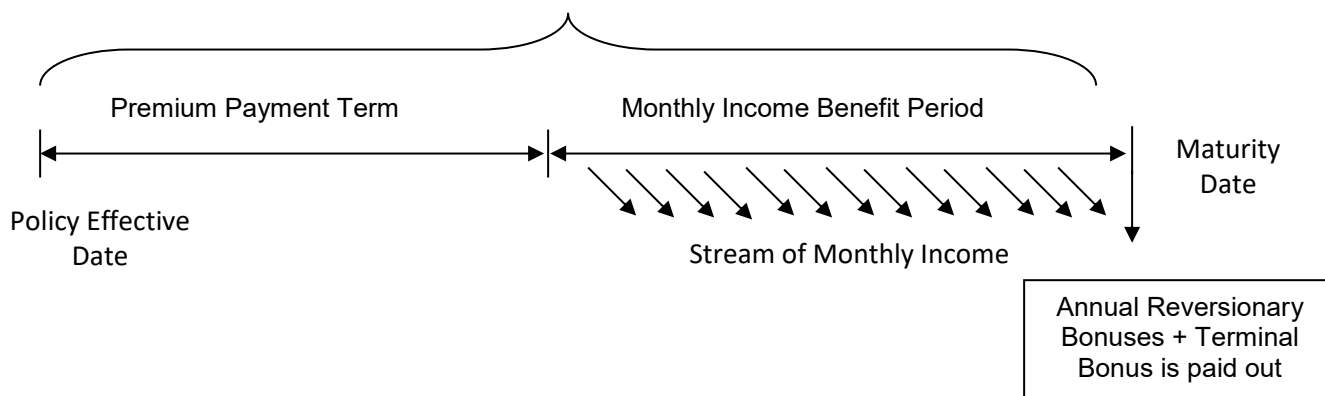 Premium Payment Term
Monthly Income Benefit Period
Maturity
Date
Policy Effective
Date
Stream of Monthly Income
Annual Reversionary
Bonuses + Terminal
Bonus is paid out